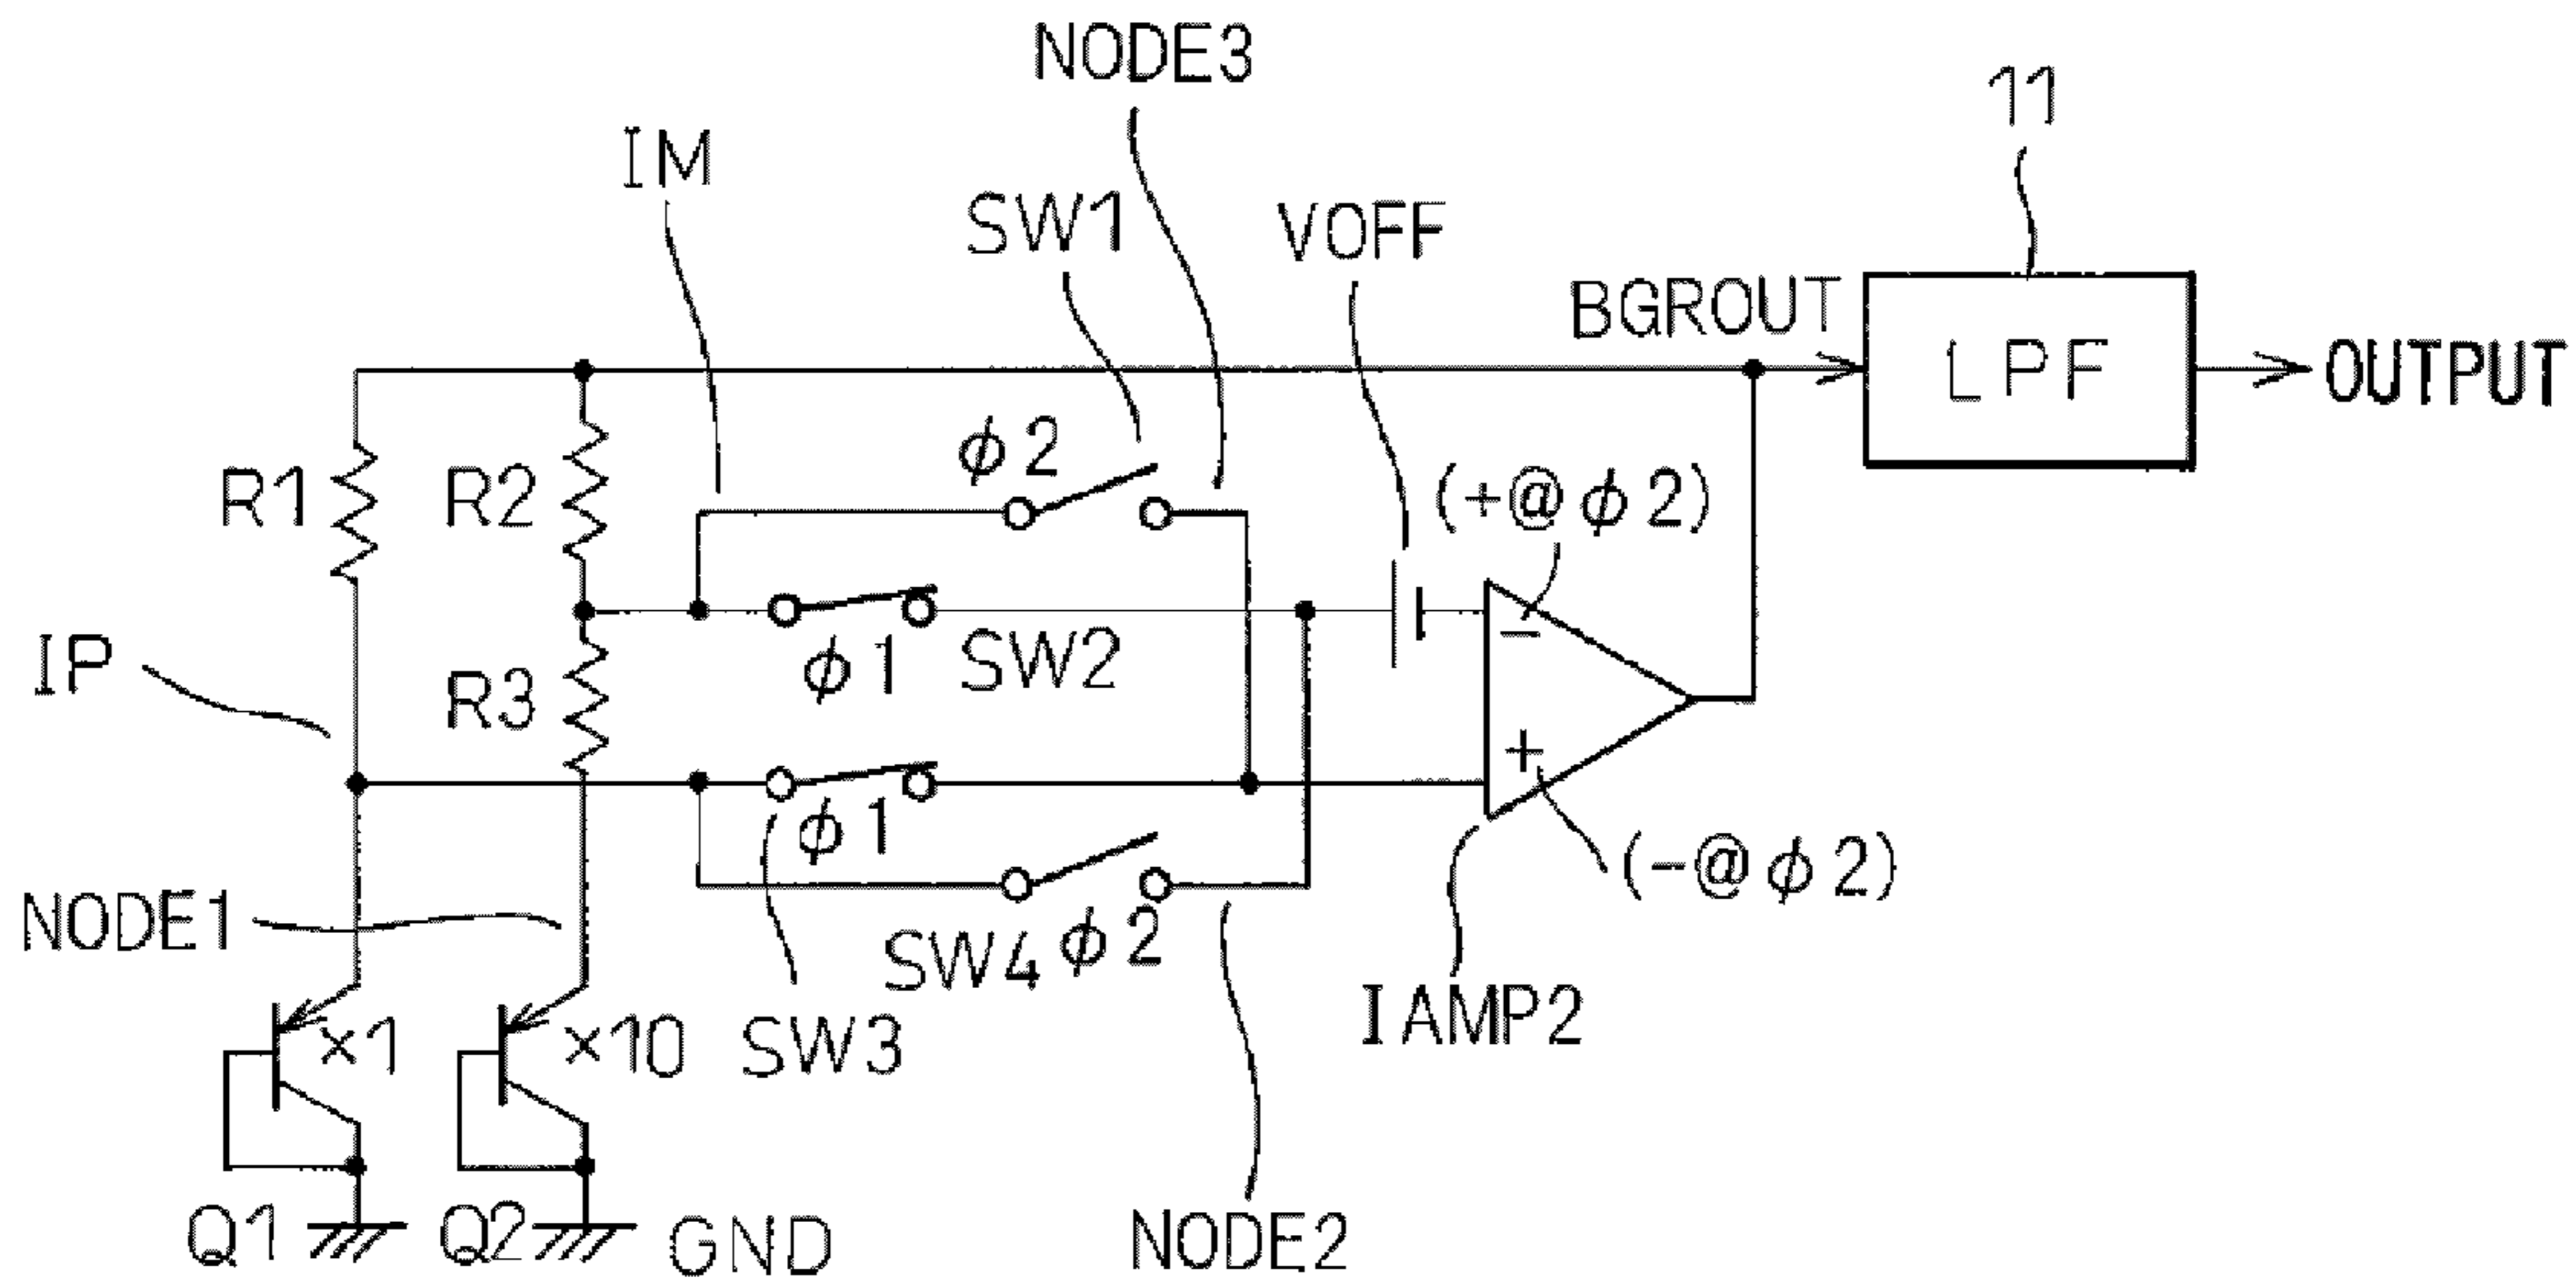 NODE3
11
IM
SW1
VOFF
BGROUT
LPF
OUTPUT
φ2
(+@φ2)
R1
R2
−
φ1
SW2
IP
R3
+
φ1
(-@φ2)
NODE1
SW4
φ2
×1
×10
SW3
IAMP2
Q1
Q2
GND
NODE2